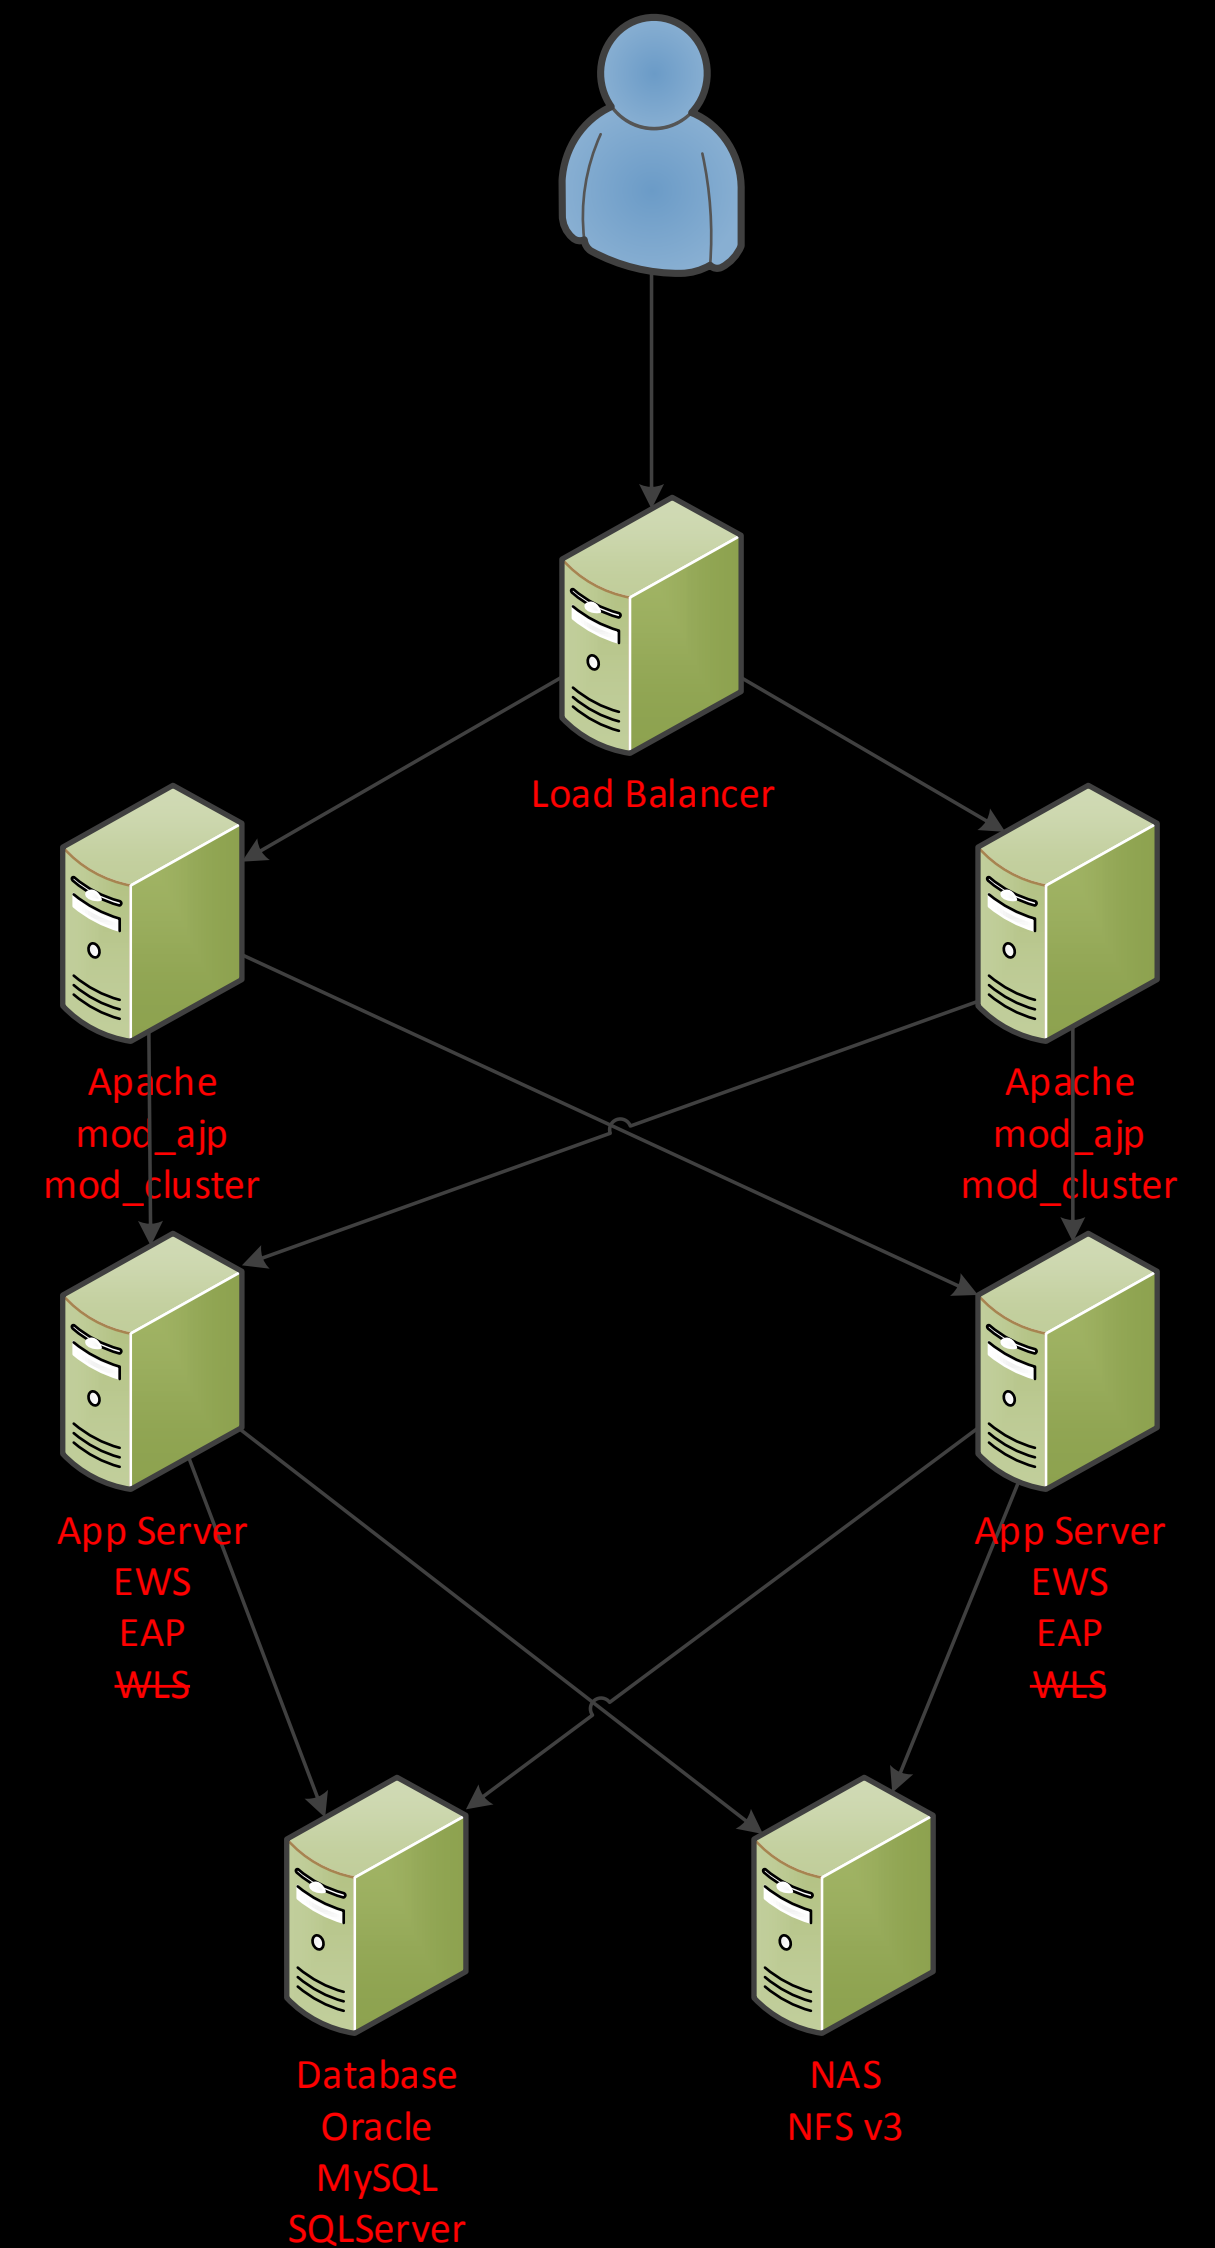 Load Balancer
Apache
mod_ajp
mod_cluster
Apache
mod_ajp
mod_cluster
App Server
EWS
EAP
WLS
App Server
EWS
EAP
WLS
Database
Oracle
MySQL
SQLServer
NAS
NFS v3